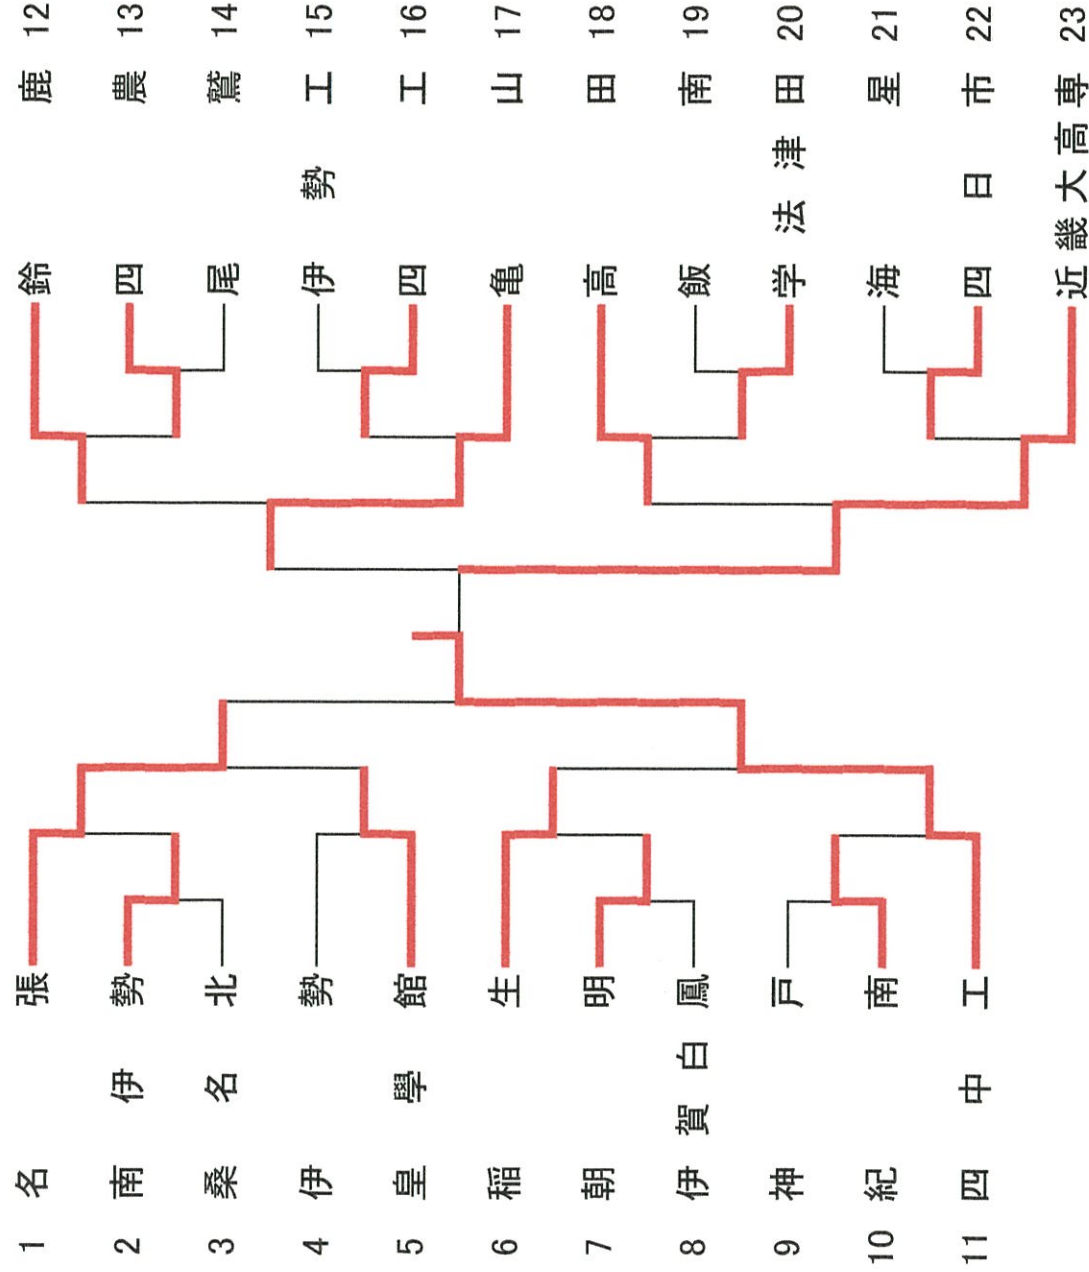 1 名張
2 南伊勢
3 桑名北
4 伊勢
5 皇學館
6 稲生
7 朝明
8 伊賀白鳳
9 神戸
10 紀南
11 四中工
鈴鹿 12
四農 13
尾鷲 14
伊勢工 15
四工 16
亀山 17
高田 18
飯南 19
学法津田 20
海星 21
四日市 22
近畿大高専 23